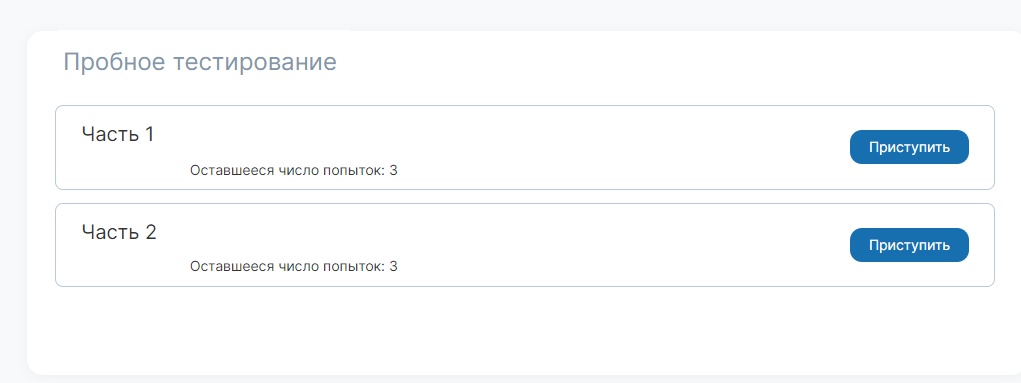 Пробное тестирование
Часть 1
Приступить
Оставшееся число попыток: 3
Часть 2
Приступить
Оставшееся число попыток: 3